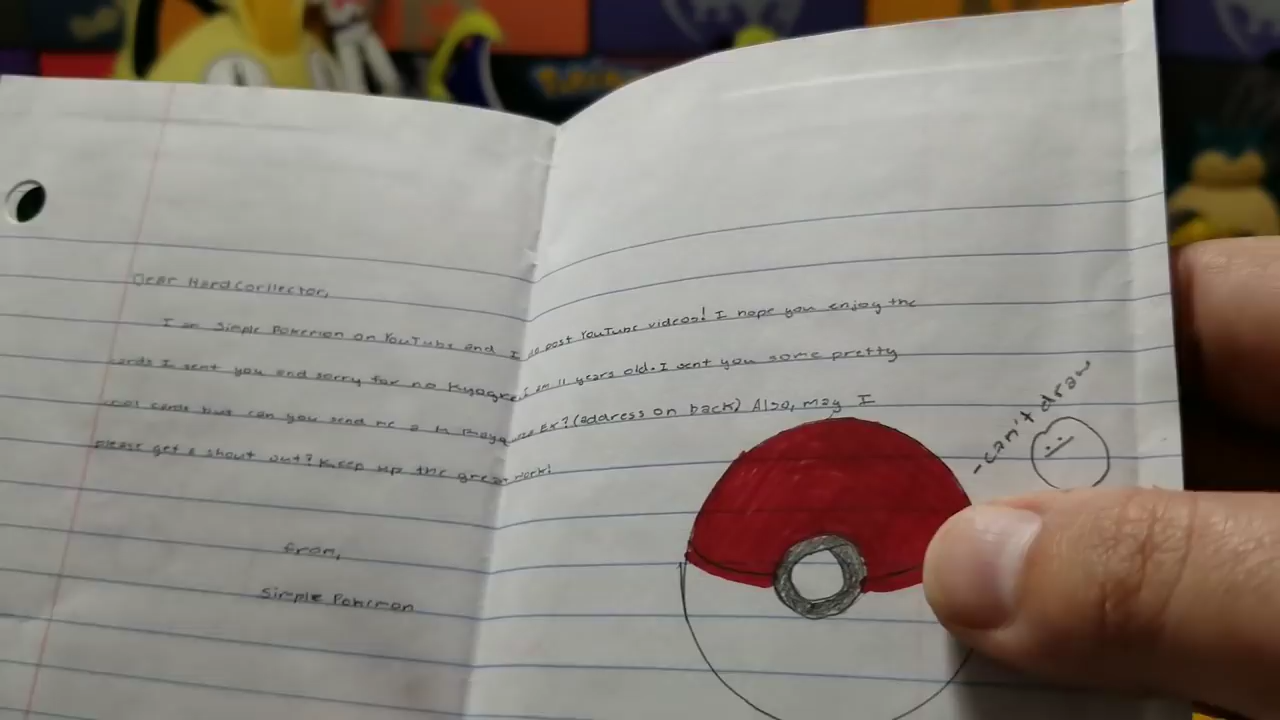 Dear HardCorllector,
I am Simple Pokemon on YouTube and I do post YouTube videos! I hope you enjoy the
cards I sent you and sorry for no Kyogre. I am 11 years old. I sent you some pretty
cool cards but can you send me a M EX? (address on back) Also, may I
please get a shout out? Keep up the great work!
from,
Simple Pokemon
-can't draw